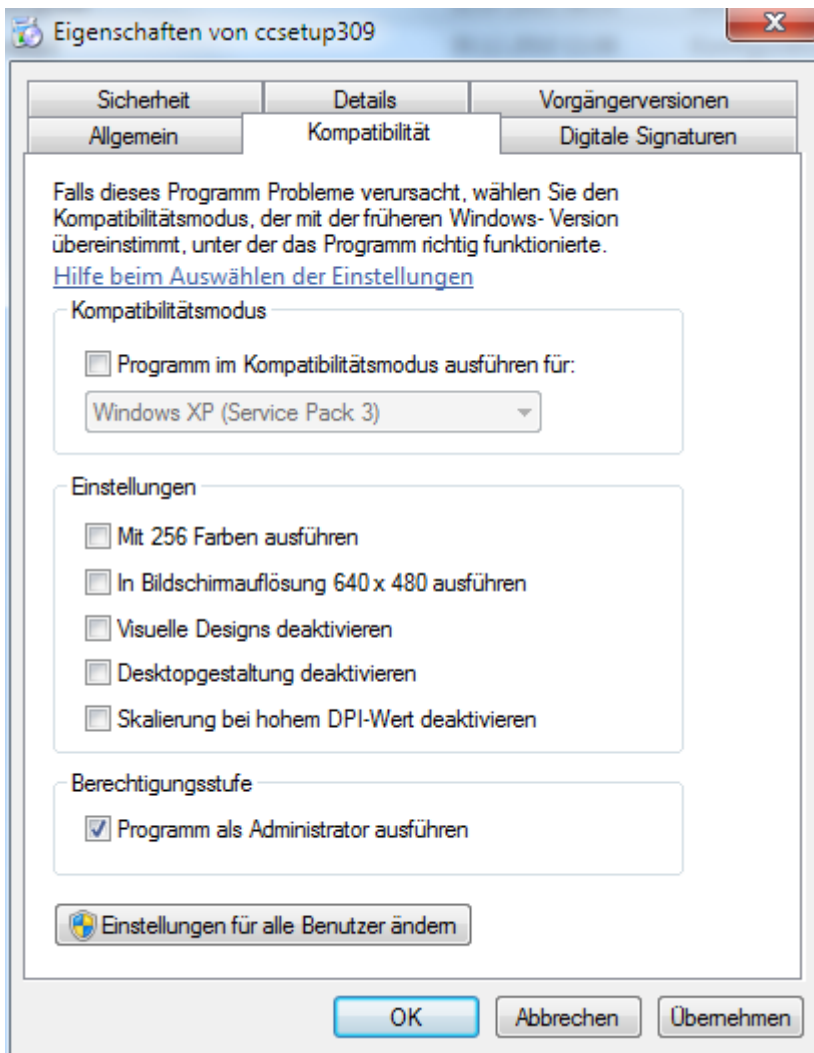 Eigenschaften von ccsetup309
Sicherheit
Details
Vorgängerversionen
Allgemein
Kompatibilität
Digitale Signaturen
Falls dieses Programm Probleme verursacht, wählen Sie den
Kompatibilitätsmodus, der mit der früheren Windows- Version
übereinstimmt, unter der das Programm richtig funktionierte.
Hilfe beim Auswählen der Einstellungen
Kompatibilitätsmodus
Programm im Kompatibilitätsmodus ausführen für:
Windows XP (Service Pack 3)
Einstellungen
Mit 256 Farben ausführen
In Bildschirmauflösung 640 x 480 ausführen
Visuelle Designs deaktivieren
Desktopgestaltung deaktivieren
Skalierung bei hohem DPI-Wert deaktivieren
Berechtigungsstufe
Programm als Administrator ausführen
Einstellungen für alle Benutzer ändern
OK
Abbrechen
Übernehmen